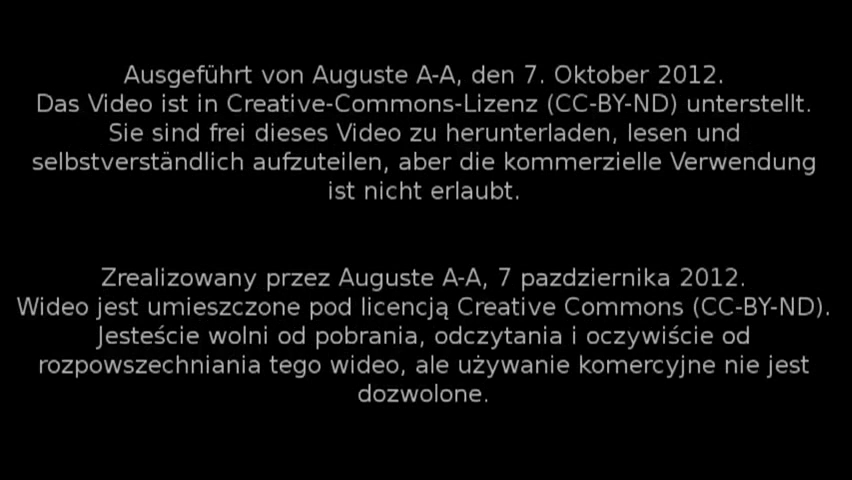 Ausgeführt von Auguste A-A, den 7. Oktober 2012.
Das Video ist in Creative-Commons-Lizenz (CC-BY-ND) unterstellt.
Sie sind frei dieses Video zu herunterladen, lesen und
selbstverständlich aufzuteilen, aber die kommerzielle Verwendung
ist nicht erlaubt.
Zrealizowany przez Auguste A-A, 7 pazdziernika 2012.
Wideo jest umieszczone pod licencją Creative Commons (CC-BY-ND).
Jesteście wolni od pobrania, odczytania i oczywiście od
rozpowszechniania tego wideo, ale używanie komercyjne nie jest
dozwolone.